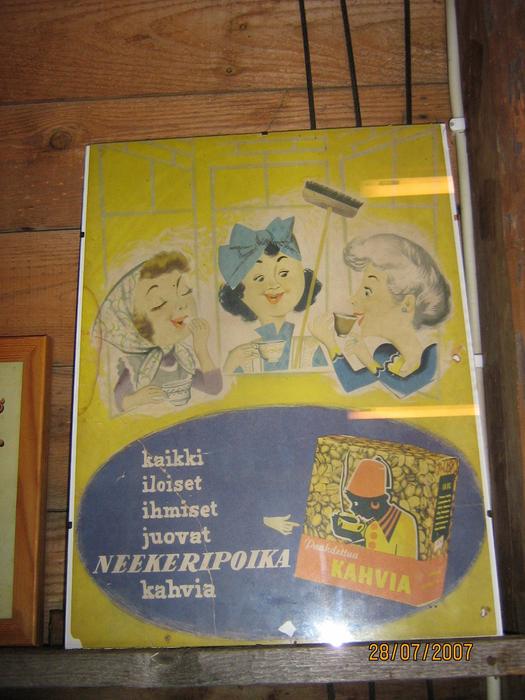 kaikki
iloiset
ihmiset
juovat
NEEKERIPOIKA
kahvia
Paahdettua
KAHVIA
28/07/2007